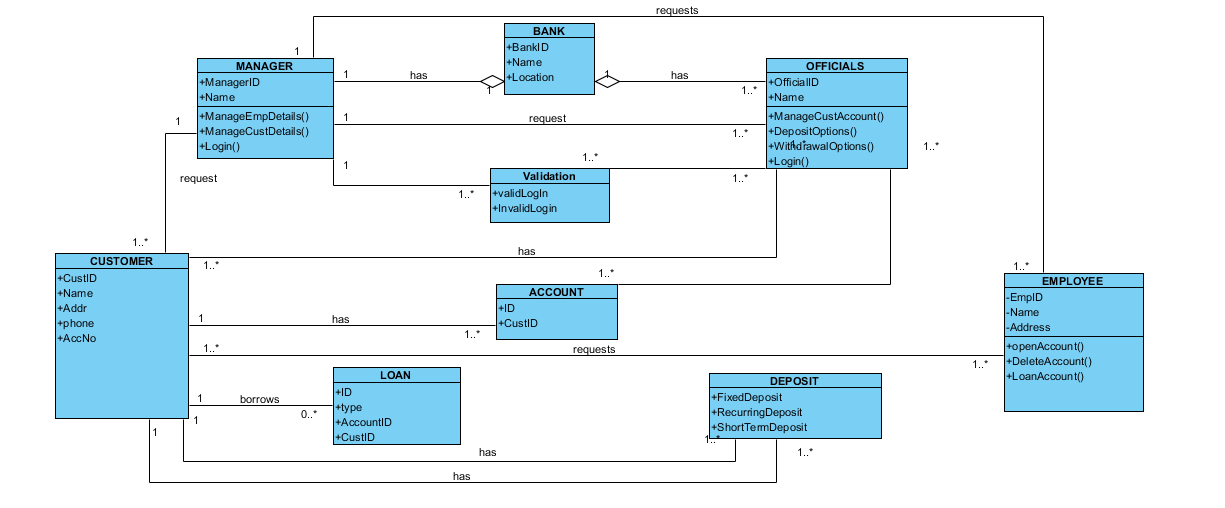 requests
1
BANK
+BankID
+Name
+Location
MANAGER
+ManagerID
+Name
+ManageEmpDetails()
+ManageCustDetails()
+Login()
1
has
1
1
has
1..*
OFFICIALS
+OfficialID
+Name
+ManageCustAccount()
+DepositOptions()
+WithdrawalOptions()
+Login()
1..*
1..*
1
request
1..*
1
request
1..*
1
1..*
Validation
+validLogIn
+InvalidLogin
1..*
1..*
CUSTOMER
+CustID
+Name
+Addr
+phone
+AccNo
1..*
has
1..*
ACCOUNT
+ID
+CustID
1
has
1..*
1..*
EMPLOYEE
-EmpID
-Name
-Address
+openAccount()
+DeleteAccount()
+LoanAccount()
1..*
requests
1..*
LOAN
+ID
+type
+AccountID
+CustID
1
borrows
0..*
DEPOSIT
+FixedDeposit
+RecurringDeposit
+ShortTermDeposit
1
has
1..*
1
has
1..*